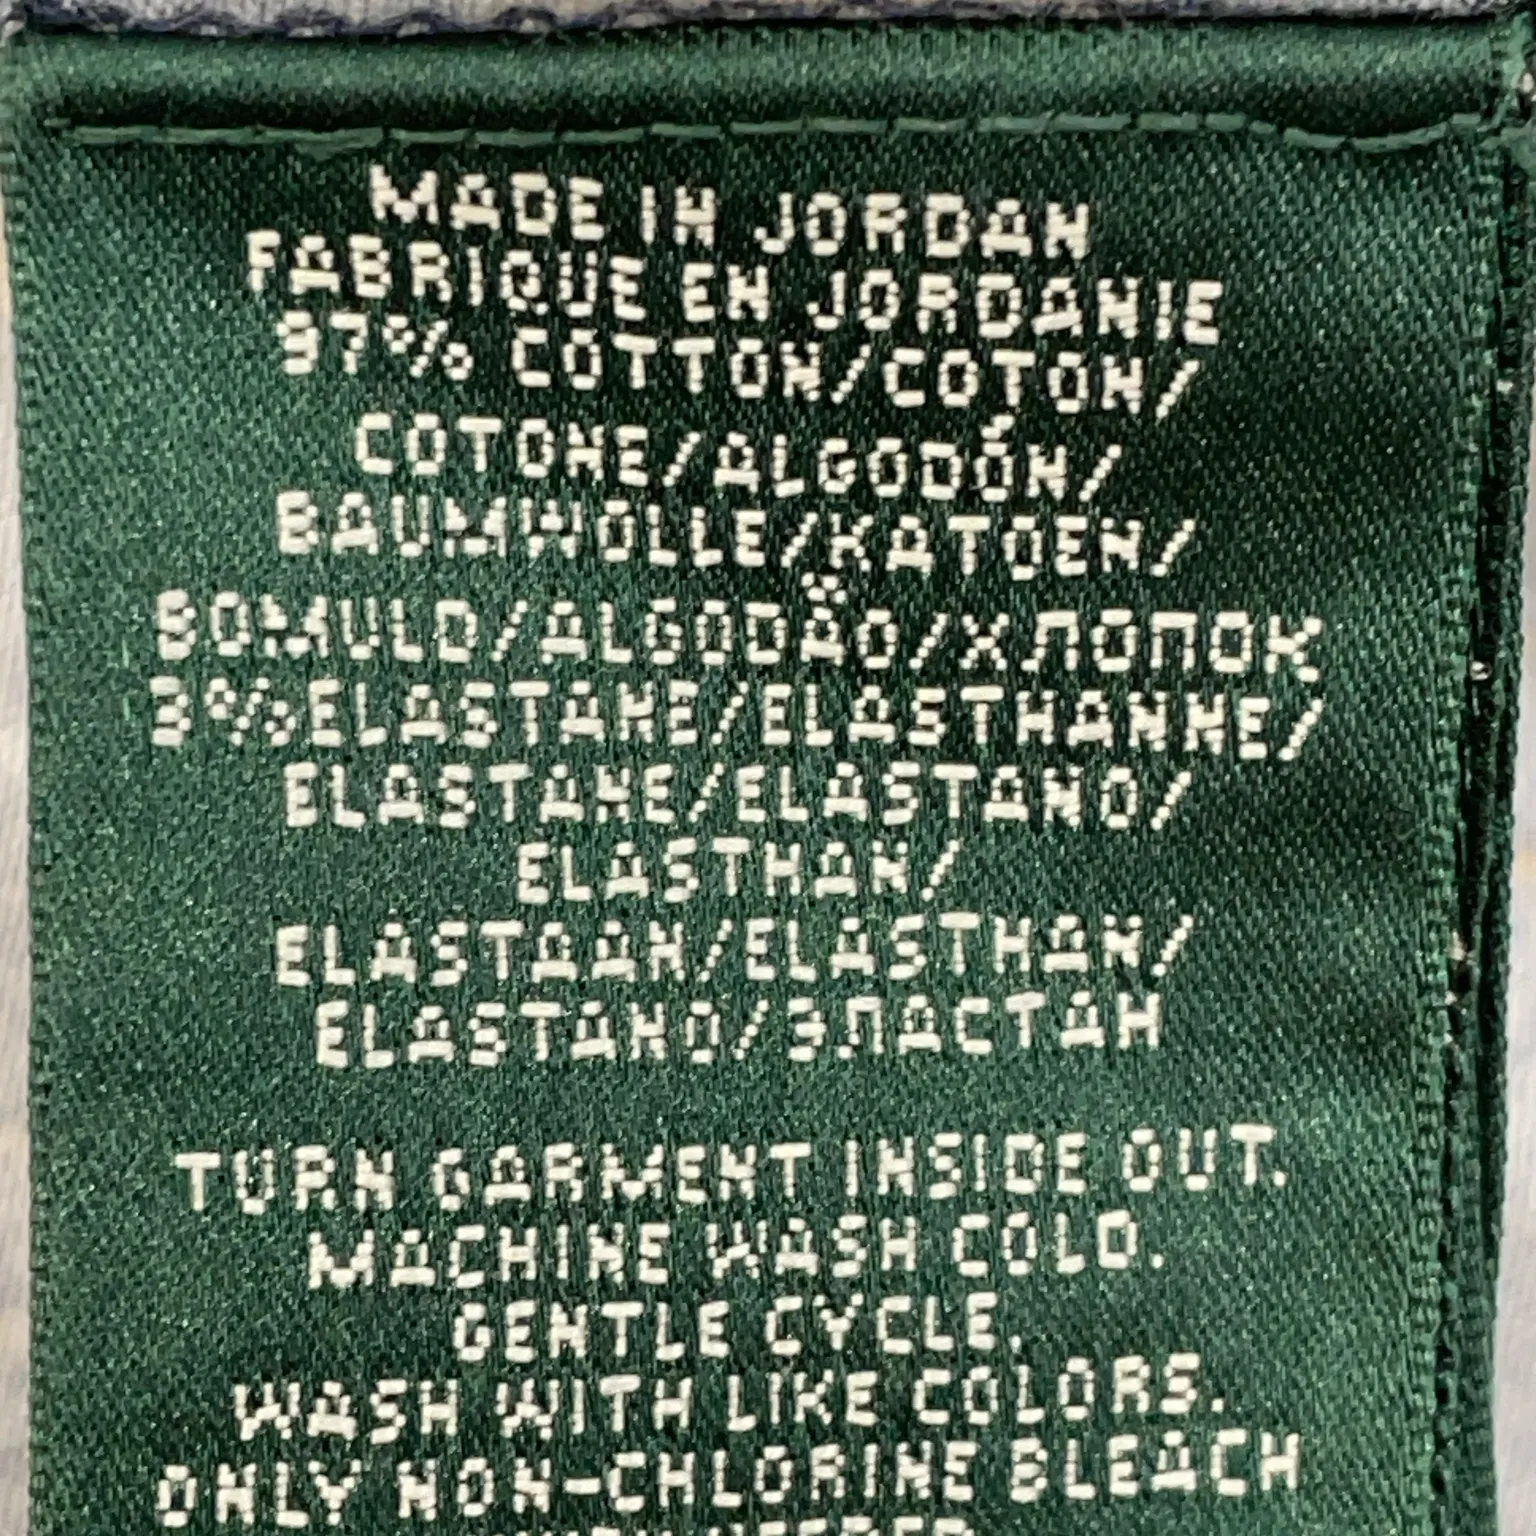 MADE IN JORDAN
FABRIQUE EN JORDANIE
97% COTTON/COTON/
COTONE/ALGODÓN/
BAUMWOLLE/KATOEN/
BOMULD/ALGODÃO/ХЛОПОК
3%ELASTANE/ELASTHANNE/
ELASTANE/ELASTANO/
ELASTHAN/
ELASTAAN/ELASTHAN/
ELASTANO/ЭЛАСТАН
TURN GARMENT INSIDE OUT.
MACHINE WASH COLD.
GENTLE CYCLE.
WASH WITH LIKE COLORS.
ONLY NON-CHLORINE BLEACH